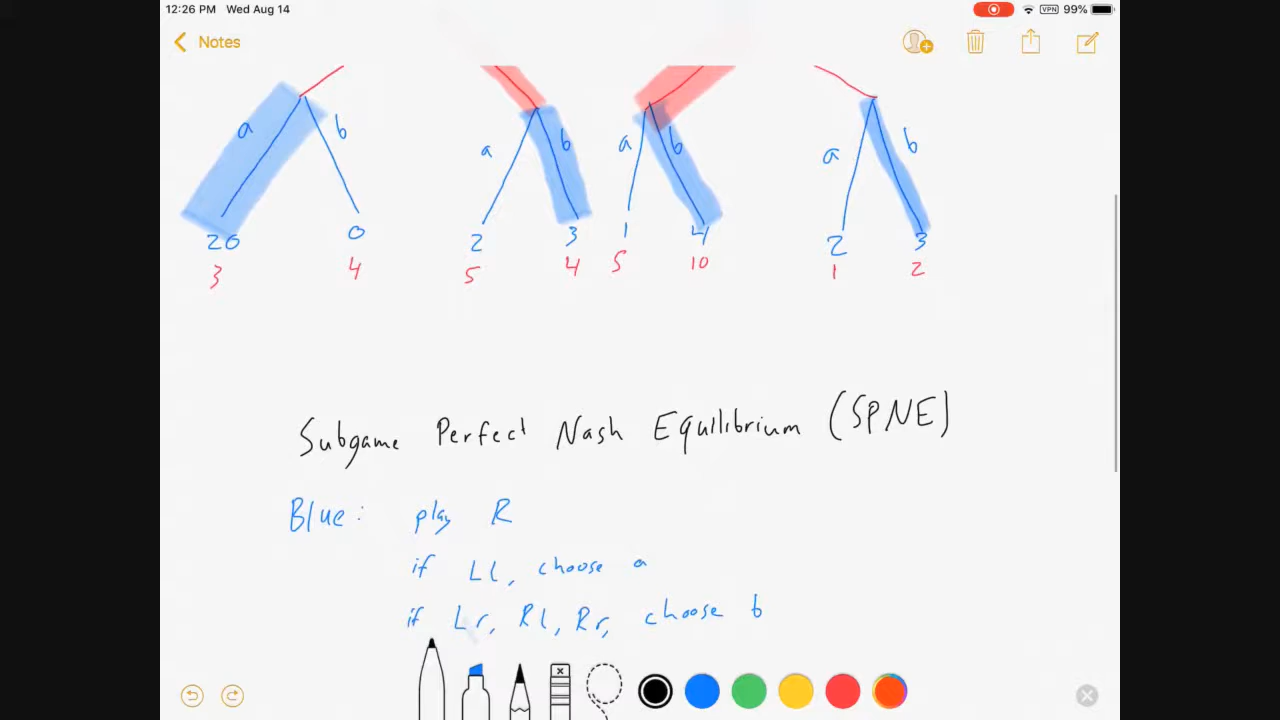 12:26 PM Wed Aug 14 VPN 99%
Notes
a b a b a b a b
20 0 2 3 1 4 2 3
3 4 5 4 5 10 1 2
Subgame Perfect Nash Equilibrium (SPNE)
Blue: play R
if Ll, choose a
if Lr, Rl, Rr, choose b